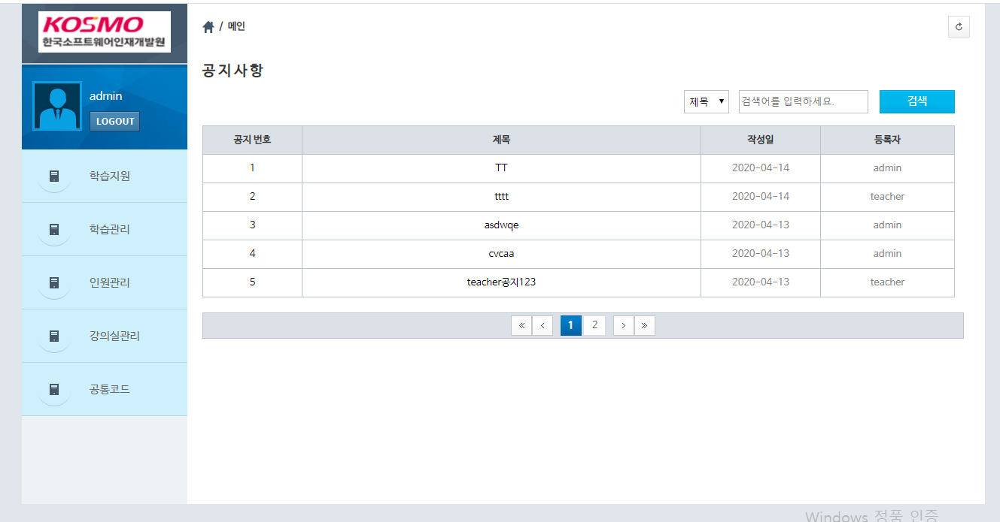 KOSMO
한국소프트웨어인재개발원
/ 메인
admin
LOGOUT
공지사항
제목 검색어를 입력하세요. 검색
학습지원
학습관리
인원관리
강의실관리
공통코드
공지 번호 제목 작성일 등록자
1 TT 2020-04-14 admin
2 tttt 2020-04-14 teacher
3 asdwqe 2020-04-13 admin
4 cvcaa 2020-04-13 admin
5 teacher공지123 2020-04-13 teacher
« ‹ 1 2 › »
Windows 정품 인증